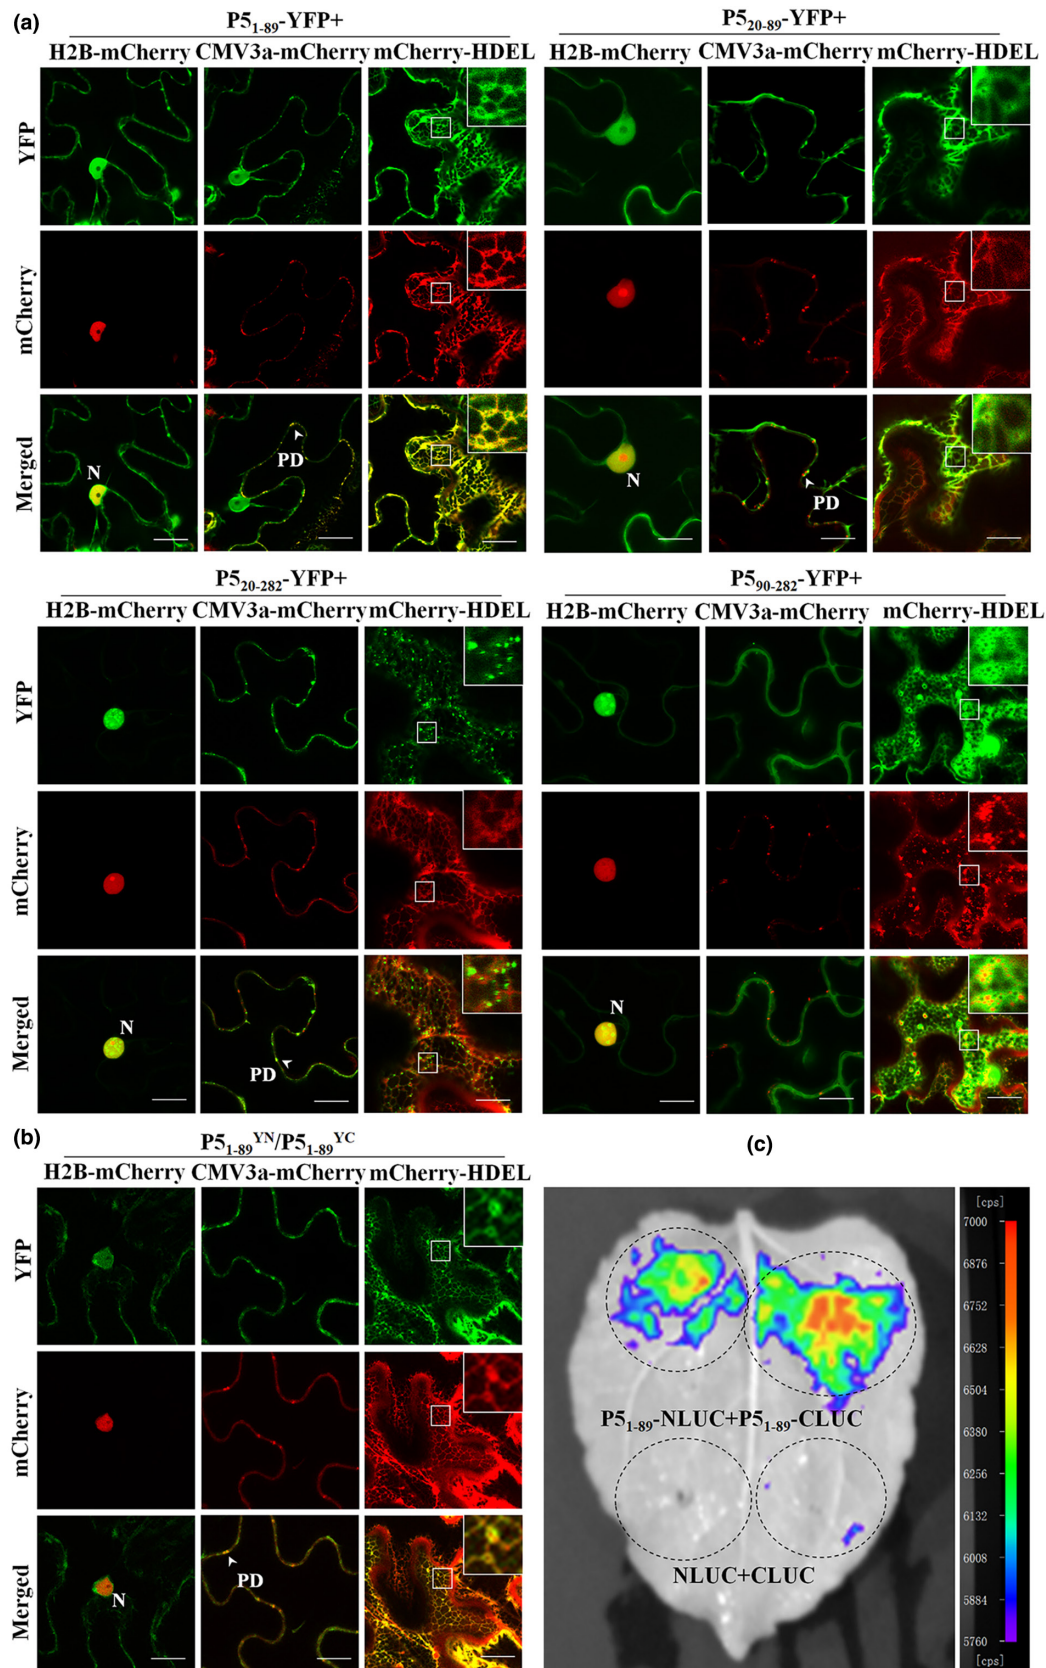 (a)
P5₁₋₈₉-YFP+
H2B-mCherry CMV3a-mCherry mCherry-HDEL
P5₂₀₋₈₉-YFP+
H2B-mCherry CMV3a-mCherry mCherry-HDEL
YFP
mCherry
Merged
N
PD
N
PD
P5₂₀₋₂₈₂-YFP+
H2B-mCherry CMV3a-mCherry mCherry-HDEL
P5₉₀₋₂₈₂-YFP+
H2B-mCherry CMV3a-mCherry mCherry-HDEL
YFP
mCherry
Merged
N
PD
N
(b)
P5₁₋₈₉ʸᴺ/P5₁₋₈₉ʸᶜ
H2B-mCherry CMV3a-mCherry mCherry-HDEL
YFP
mCherry
Merged
N
PD
(c)
P5₁₋₈₉-NLUC+P5₁₋₈₉-CLUC
NLUC+CLUC
[cps]
7000
6876
6752
6628
6504
6380
6256
6132
6008
5884
5760
[cps]